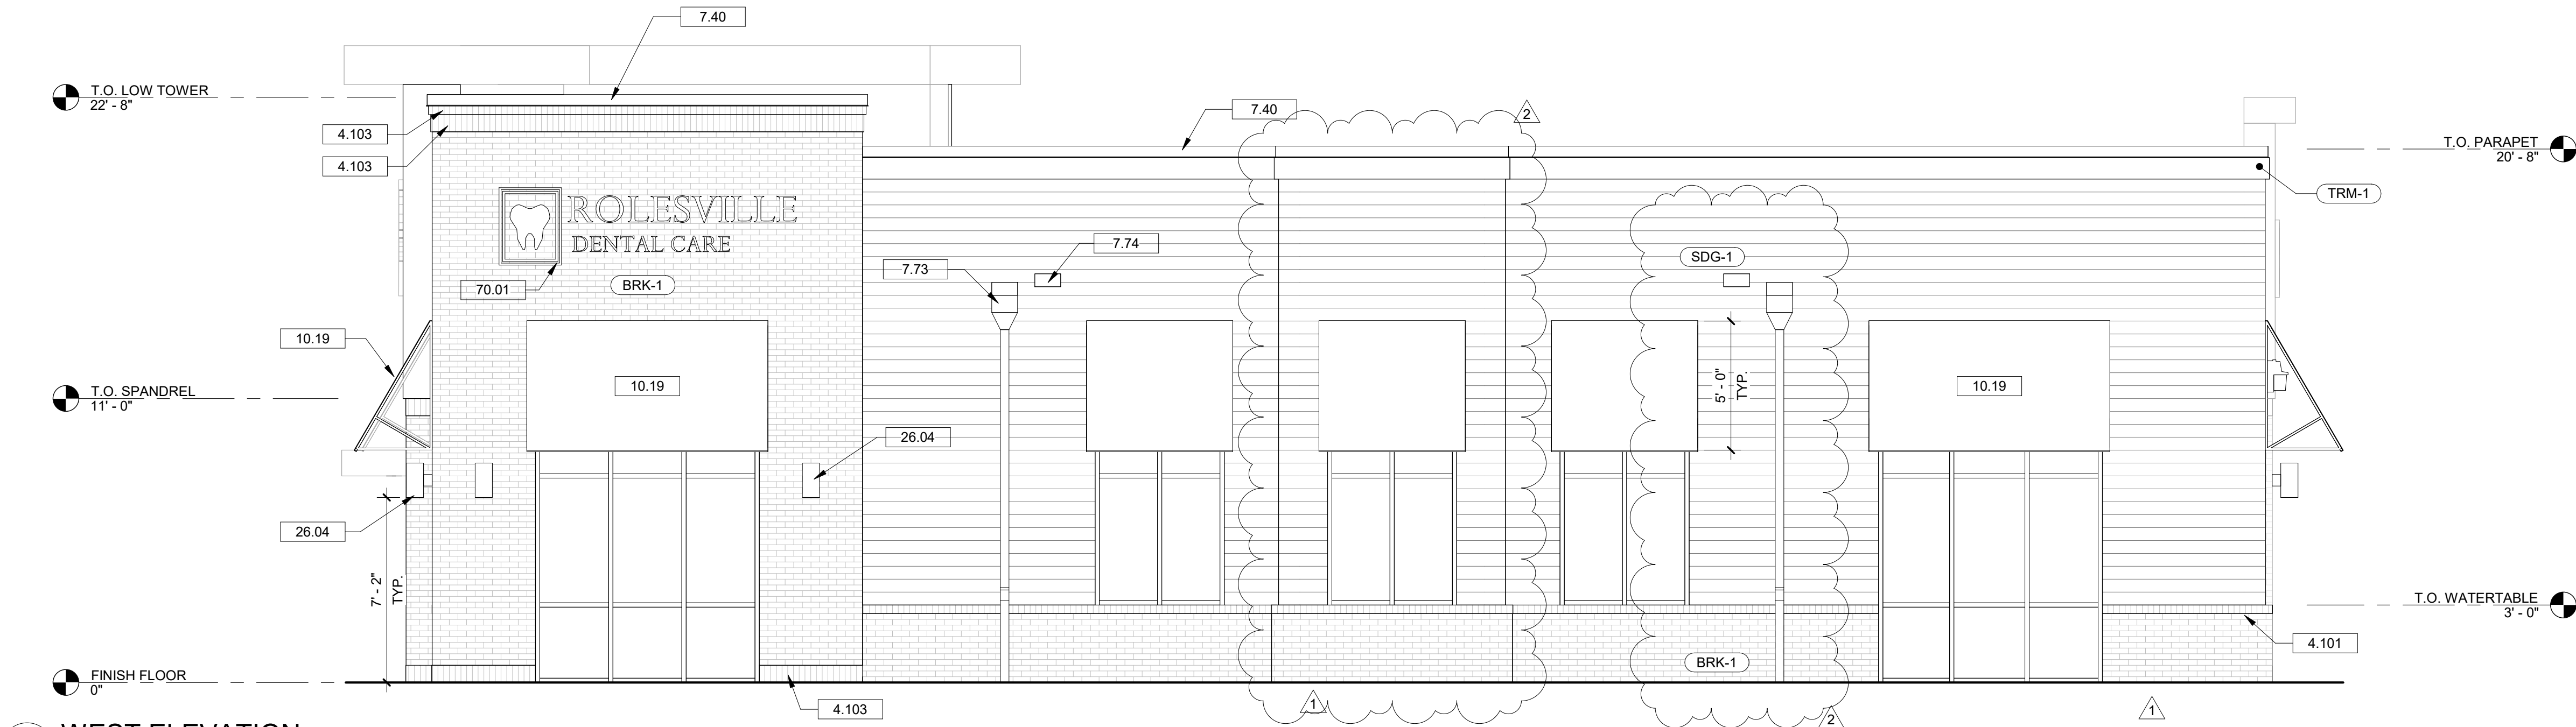 7.40
T.O. LOW TOWER
22' - 8"
7.40
2
4.103
T.O. PARAPET
20' - 8"
4.103
TRM-1
ROLESVILLE
DENTAL CARE
7.74
SDG-1
7.73
70.01
BRK-1
10.19
10.19
5' - 0"
TYP.
10.19
T.O. SPANDREL
11' - 0"
26.04
26.04
7' - 2"
TYP.
T.O. WATERTABLE
3' - 0"
4.101
BRK-1
FINISH FLOOR
0"
4.103
1
2
1
WEST ELEVATION